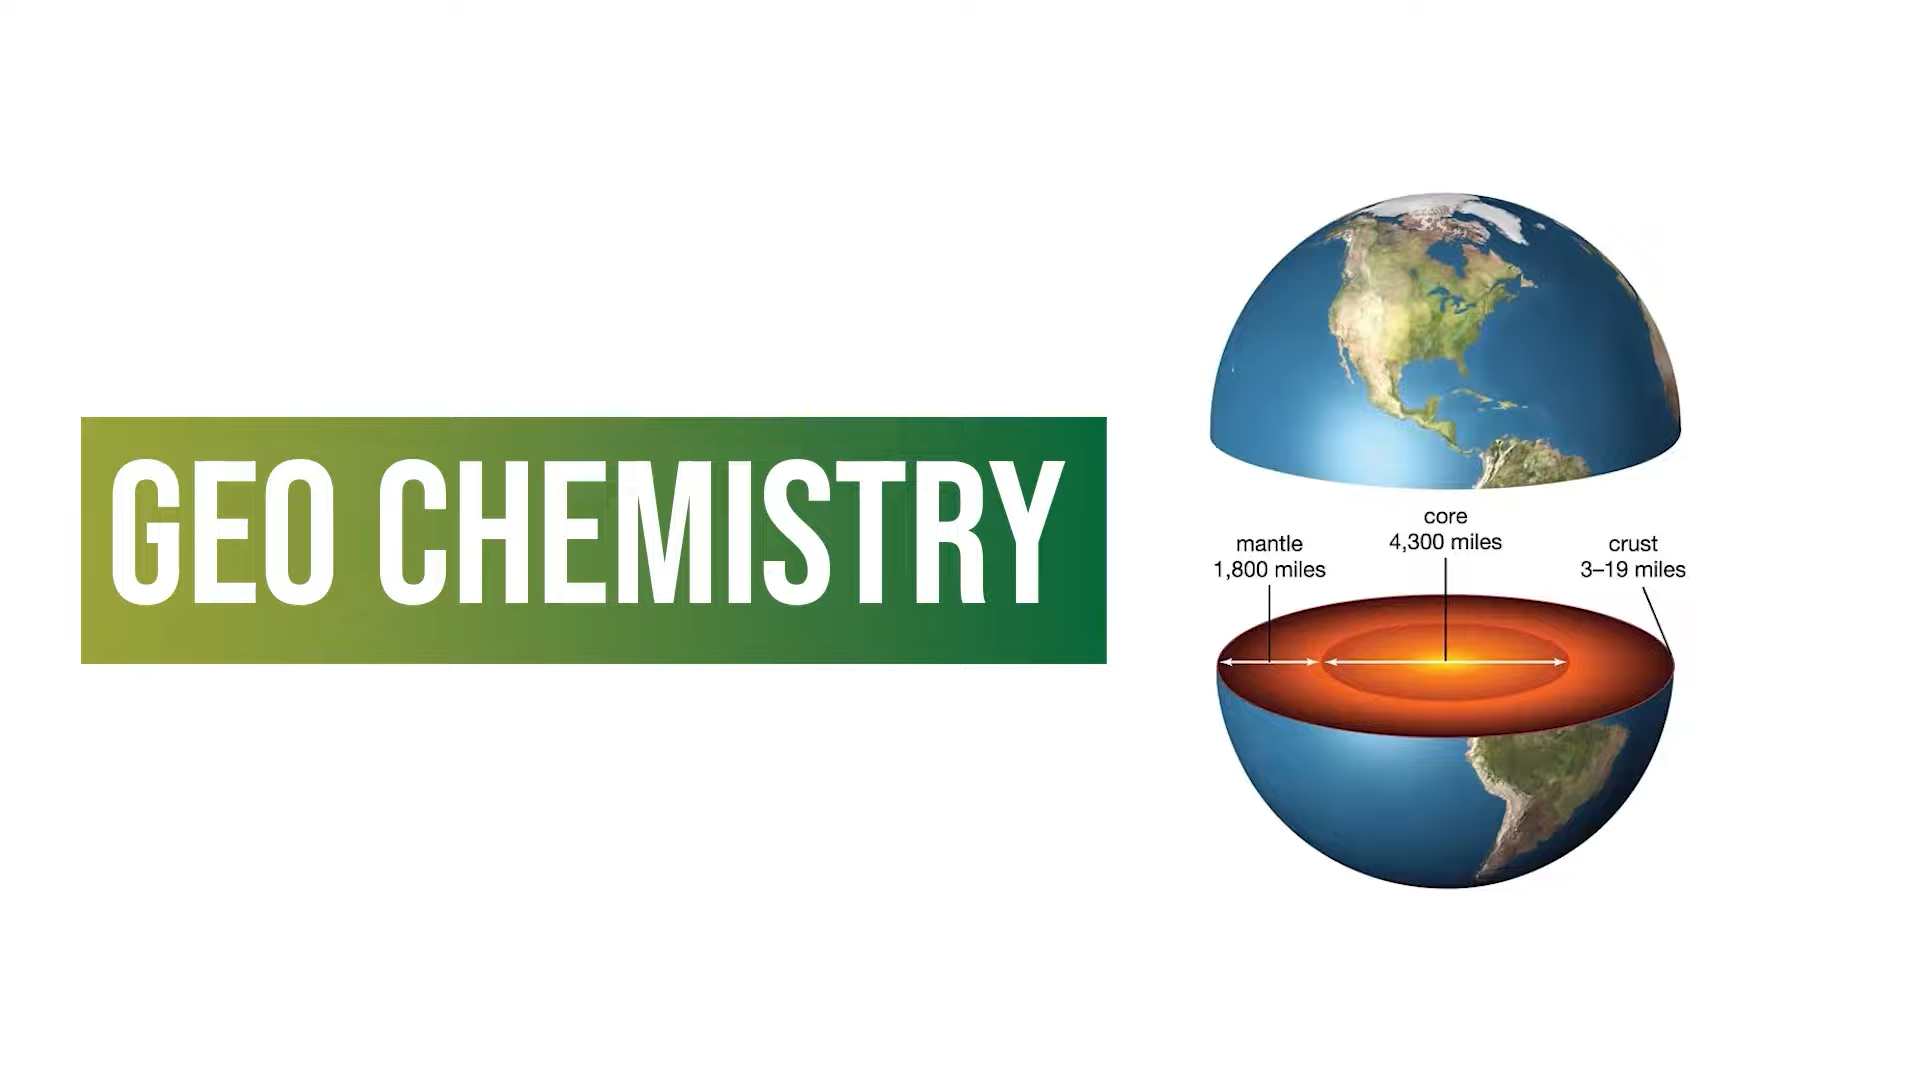 GEO CHEMISTRY
core
4,300 miles
mantle
1,800 miles
crust
3–19 miles